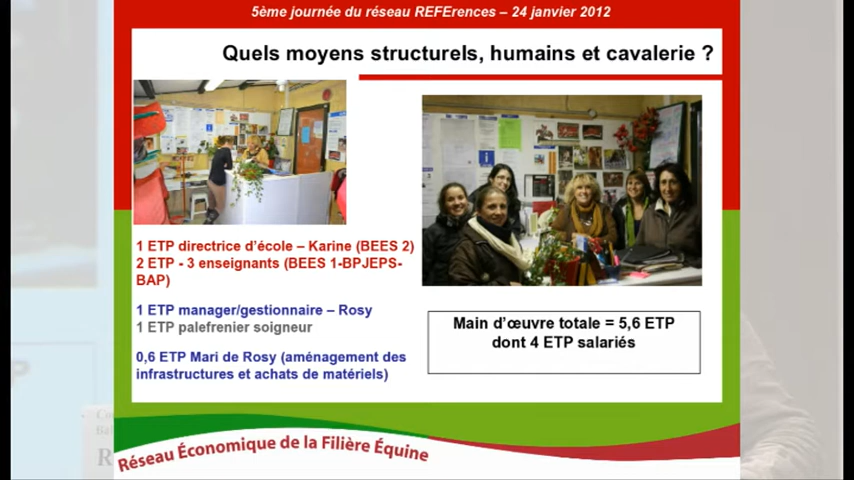 5ème journée du réseau REFErences – 24 janvier 2012
Quels moyens structurels, humains et cavalerie ?
1 ETP directrice d'école – Karine (BEES 2)
2 ETP - 3 enseignants (BEES 1-BPJEPS-
BAP)
1 ETP manager/gestionnaire – Rosy
1 ETP palefrenier soigneur
0,6 ETP Mari de Rosy (aménagement des
infrastructures et achats de matériels)
Main d'œuvre totale = 5,6 ETP
dont 4 ETP salariés
Réseau Économique de la Filière Équine